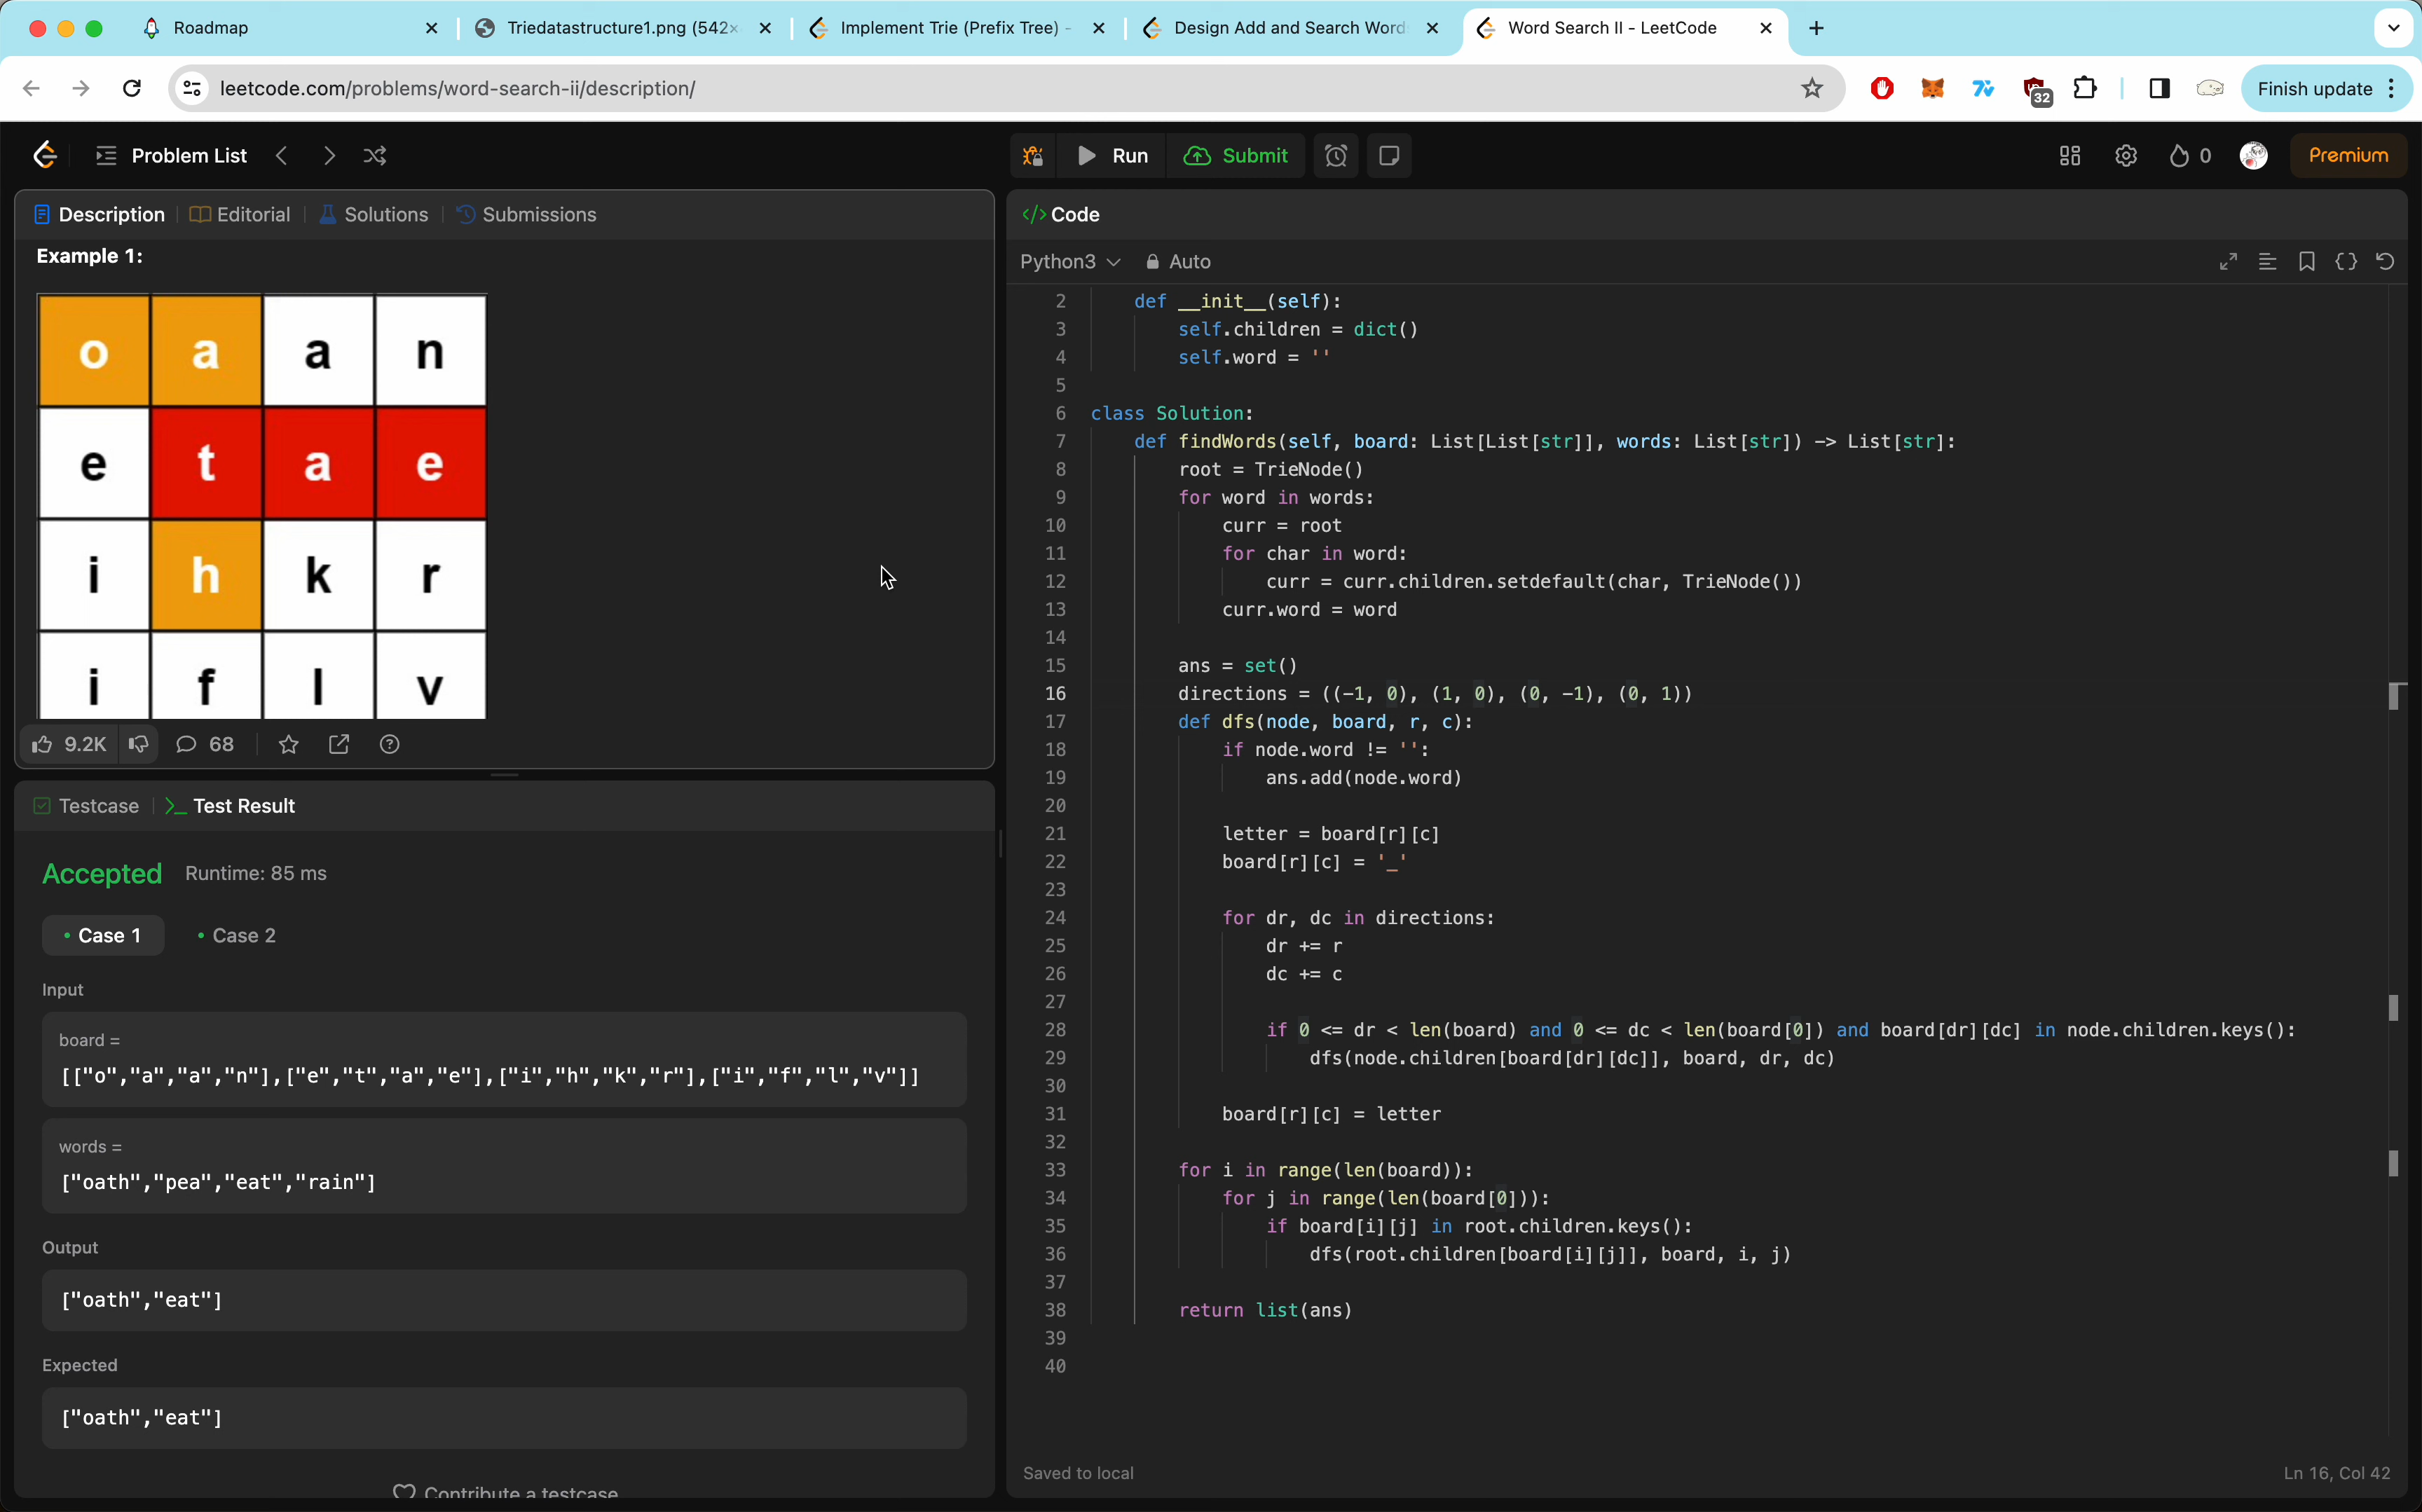 Roadmap
Triedatastructure1.png (542×
Implement Trie (Prefix Tree) -
Design Add and Search Word
Word Search II - LeetCode
leetcode.com/problems/word-search-ii/description/
32
Finish update
Problem List
Run
Submit
0
Premium
Description
Editorial
Solutions
Submissions
Example 1:
o a a n
e t a e
i h k r
i f l v
9.2K
68
Testcase
Test Result
Accepted
Runtime: 85 ms
Case 1
Case 2
Input
board =
[["o","a","a","n"],["e","t","a","e"],["i","h","k","r"],["i","f","l","v"]]
words =
["oath","pea","eat","rain"]
Output
["oath","eat"]
Expected
["oath","eat"]
Contribute a testcase
</> Code
Python3
Auto
2 def __init__(self):
3 self.children = dict()
4 self.word = ''
5
6 class Solution:
7 def findWords(self, board: List[List[str]], words: List[str]) -> List[str]:
8 root = TrieNode()
9 for word in words:
10 curr = root
11 for char in word:
12 curr = curr.children.setdefault(char, TrieNode())
13 curr.word = word
14
15 ans = set()
16 directions = ((-1, 0), (1, 0), (0, -1), (0, 1))
17 def dfs(node, board, r, c):
18 if node.word != '':
19 ans.add(node.word)
20
21 letter = board[r][c]
22 board[r][c] = '_'
23
24 for dr, dc in directions:
25 dr += r
26 dc += c
27
28 if 0 <= dr < len(board) and 0 <= dc < len(board[0]) and board[dr][dc] in node.children.keys():
29 dfs(node.children[board[dr][dc]], board, dr, dc)
30
31 board[r][c] = letter
32
33 for i in range(len(board)):
34 for j in range(len(board[0])):
35 if board[i][j] in root.children.keys():
36 dfs(root.children[board[i][j]], board, i, j)
37
38 return list(ans)
39
40
Saved to local
Ln 16, Col 42